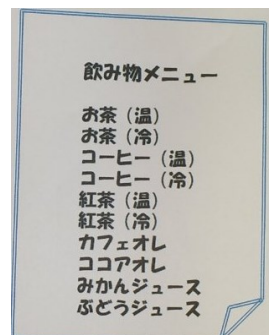 飲み物メニュー
お茶（温）
お茶（冷）
コーヒー（温）
コーヒー（冷）
紅茶（温）
紅茶（冷）
カフェオレ
ココアオレ
みかんジュース
ぶどうジュース